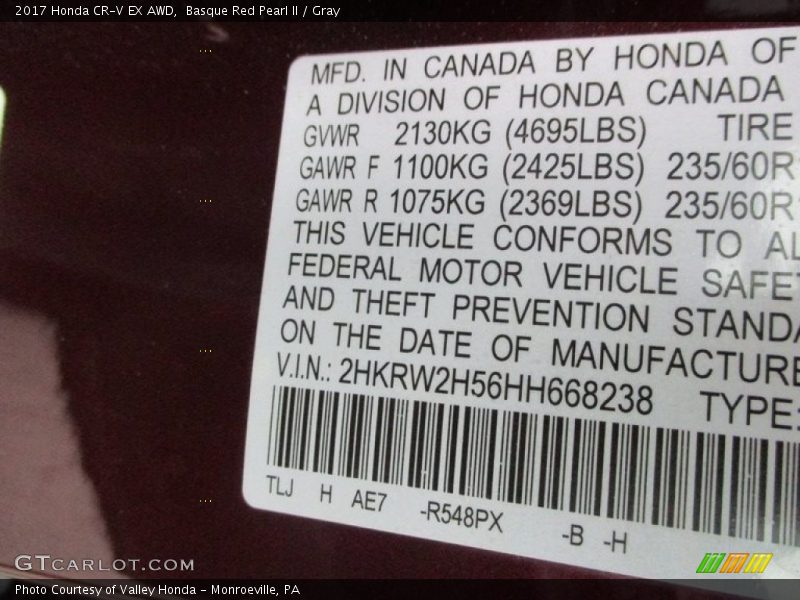 2017 Honda CR-V EX AWD,  Basque Red Pearl II / Gray
MFD. IN CANADA BY HONDA OF
A DIVISION OF HONDA CANADA
GVWR 2130KG (4695LBS) TIRE
GAWR F 1100KG (2425LBS) 235/60R
GAWR R 1075KG (2369LBS) 235/60R
THIS VEHICLE CONFORMS TO AL
FEDERAL MOTOR VEHICLE SAFE
AND THEFT PREVENTION STANDA
ON THE DATE OF MANUFACTURE
V.I.N.: 2HKRW2H56HH668238 TYPE:
TLJ H AE7 -R548PX -B -H
GTCARLOT.COM
Photo Courtesy of Valley Honda - Monroeville, PA